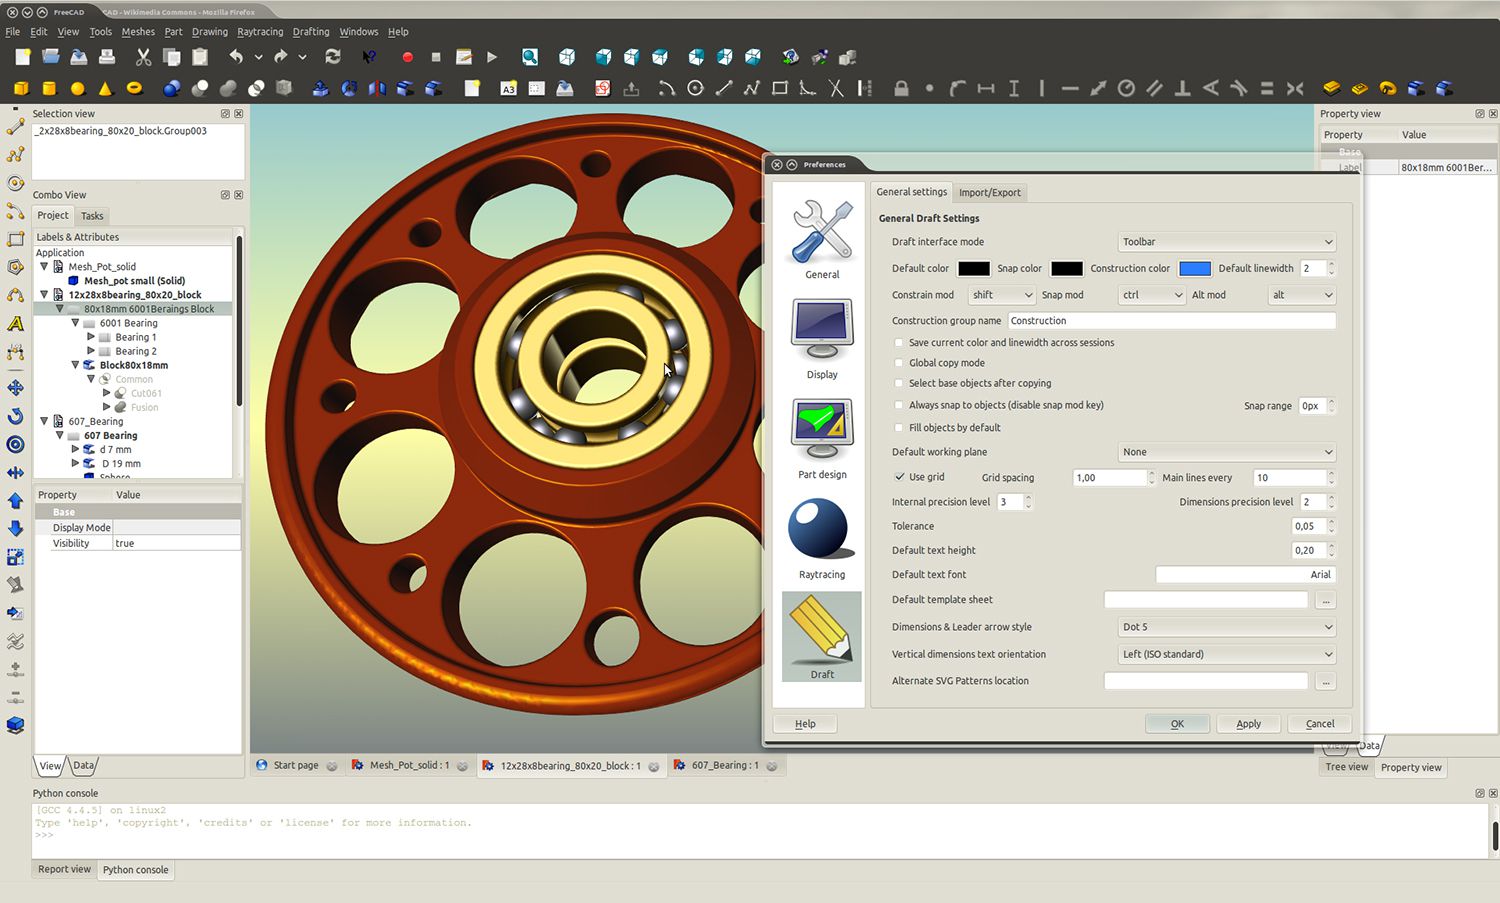 FreeCAD
CAD - Wikimedia Commons - Mozilla Firefox
File Edit View Tools Meshes Part Drawing Raytracing Drafting Windows Help
A3
Selection view
_2x28x8bearing_80x20_block.Group003
Combo View
Project Tasks
Labels & Attributes
Application
Mesh_Pot_solid
Mesh_pot small (Solid)
12x28x8bearing_80x20_block
80x18mm 6001Beraings Block
6001 Bearing
Bearing 1
Bearing 2
Block80x18mm
Common
Cut061
Fusion
607_Bearing
607 Bearing
d 7 mm
D 19 mm
Sphere
Property Value
Base
Display Mode
Visibility true
View Data
Preferences
General
Display
Part design
Raytracing
Draft
General settings Import/Export
General Draft Settings
Draft interface mode Toolbar
Default color Snap color Construction color Default linewidth 2
Constrain mod shift Snap mod ctrl Alt mod alt
Construction group name Construction
Save current color and linewidth across sessions
Global copy mode
Select base objects after copying
Always snap to objects (disable snap mod key) Snap range 0px
Fill objects by default
Default working plane None
Use grid Grid spacing 1,00 Main lines every 10
Internal precision level 3 Dimensions precision level 2
Tolerance 0,05
Default text height 0,20
Default text font Arial
Default template sheet ...
Dimensions & Leader arrow style Dot 5
Vertical dimensions text orientation Left (ISO standard)
Alternate SVG Patterns location ...
Help OK Apply Cancel
Property view
Property Value
Base
Label 80x18mm 6001Ber...
View Data
Tree view Property view
Start page Mesh_Pot_solid : 1 12x28x8bearing_80x20_block : 1 607_Bearing : 1
Python console
[GCC 4.4.5] on linux2
Type 'help', 'copyright', 'credits' or 'license' for more information.
>>>
Report view Python console